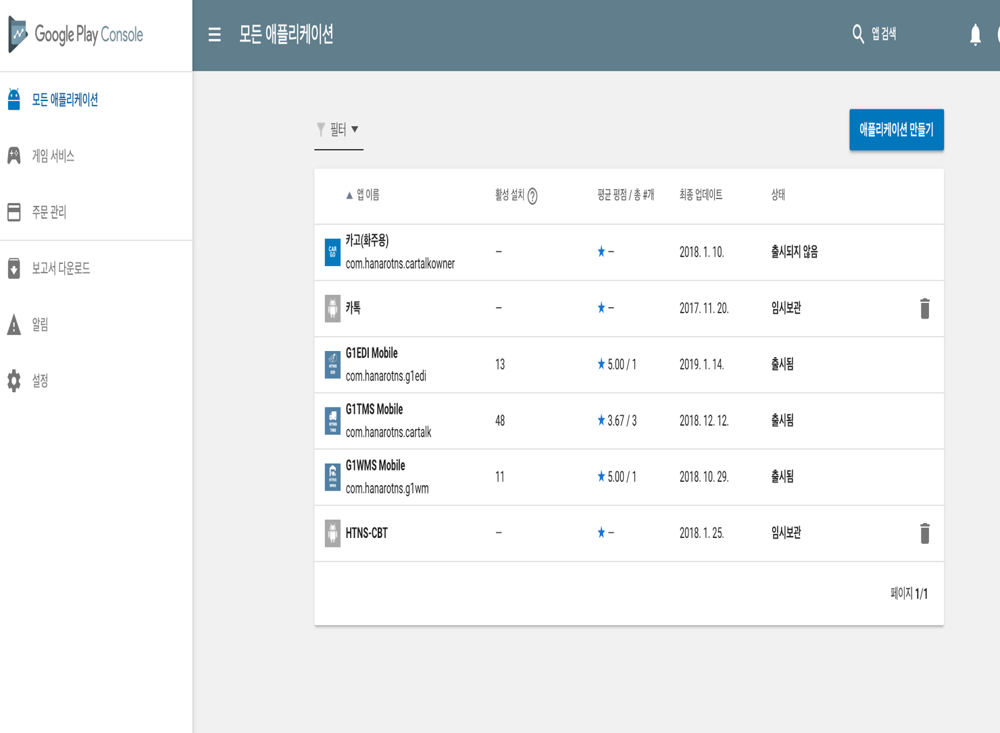 Google Play Console
모든 애플리케이션
앱 검색
모든 애플리케이션
게임 서비스
주문 관리
보고서 다운로드
알림
설정
필터
애플리케이션 만들기
앱 이름 활성 설치 ? 평균 평점 / 총 #개 최종 업데이트 상태
CAR
GO
카고(화주용)
com.hanarotns.cartalkowner
– – 2018. 1. 10. 출시되지 않음
카톡 – – 2017. 11. 20. 임시보관
HTNS
EDI
G1EDI Mobile
com.hanarotns.g1edi
13 5.00 / 1 2019. 1. 14. 출시됨
HTNS
TMS
G1TMS Mobile
com.hanarotns.cartalk
48 3.67 / 3 2018. 12. 12. 출시됨
HTNS
WMS
G1WMS Mobile
com.hanarotns.g1wm
11 5.00 / 1 2018. 10. 29. 출시됨
HTNS-CBT – – 2018. 1. 25. 임시보관
페이지 1/1